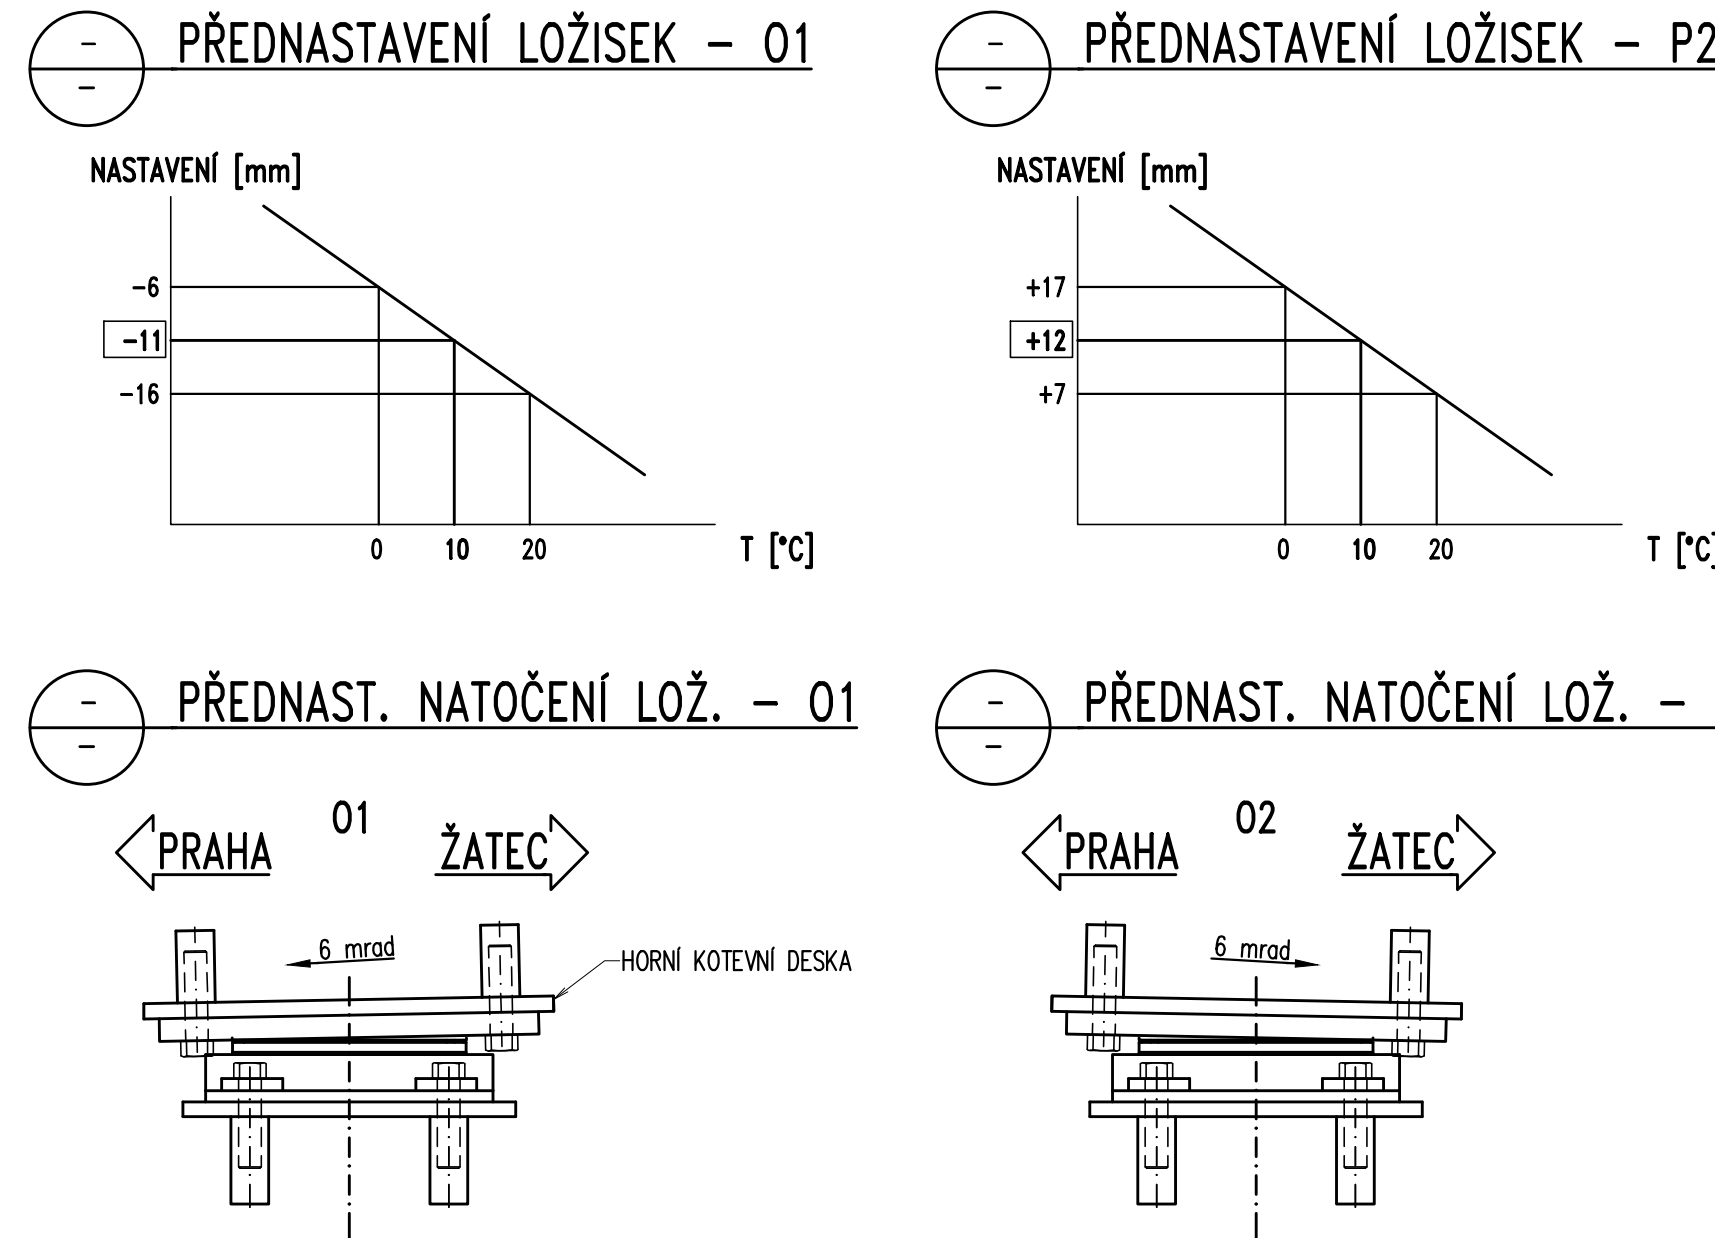 PŘEDNASTAVENÍ LOŽISEK – O1
–
–
NASTAVENÍ [mm]
–6
–11
–16
0 10 20
T [°C]
PŘEDNASTAVENÍ LOŽISEK – P2
–
–
NASTAVENÍ [mm]
+17
+12
+7
0 10 20
T [°C]
PŘEDNAST. NATOČENÍ LOŽ. – O1
–
–
O1
PRAHA ŽATEC
6 mrad
HORNÍ KOTEVNÍ DESKA
PŘEDNAST. NATOČENÍ LOŽ. –
–
–
O2
PRAHA ŽATEC
6 mrad